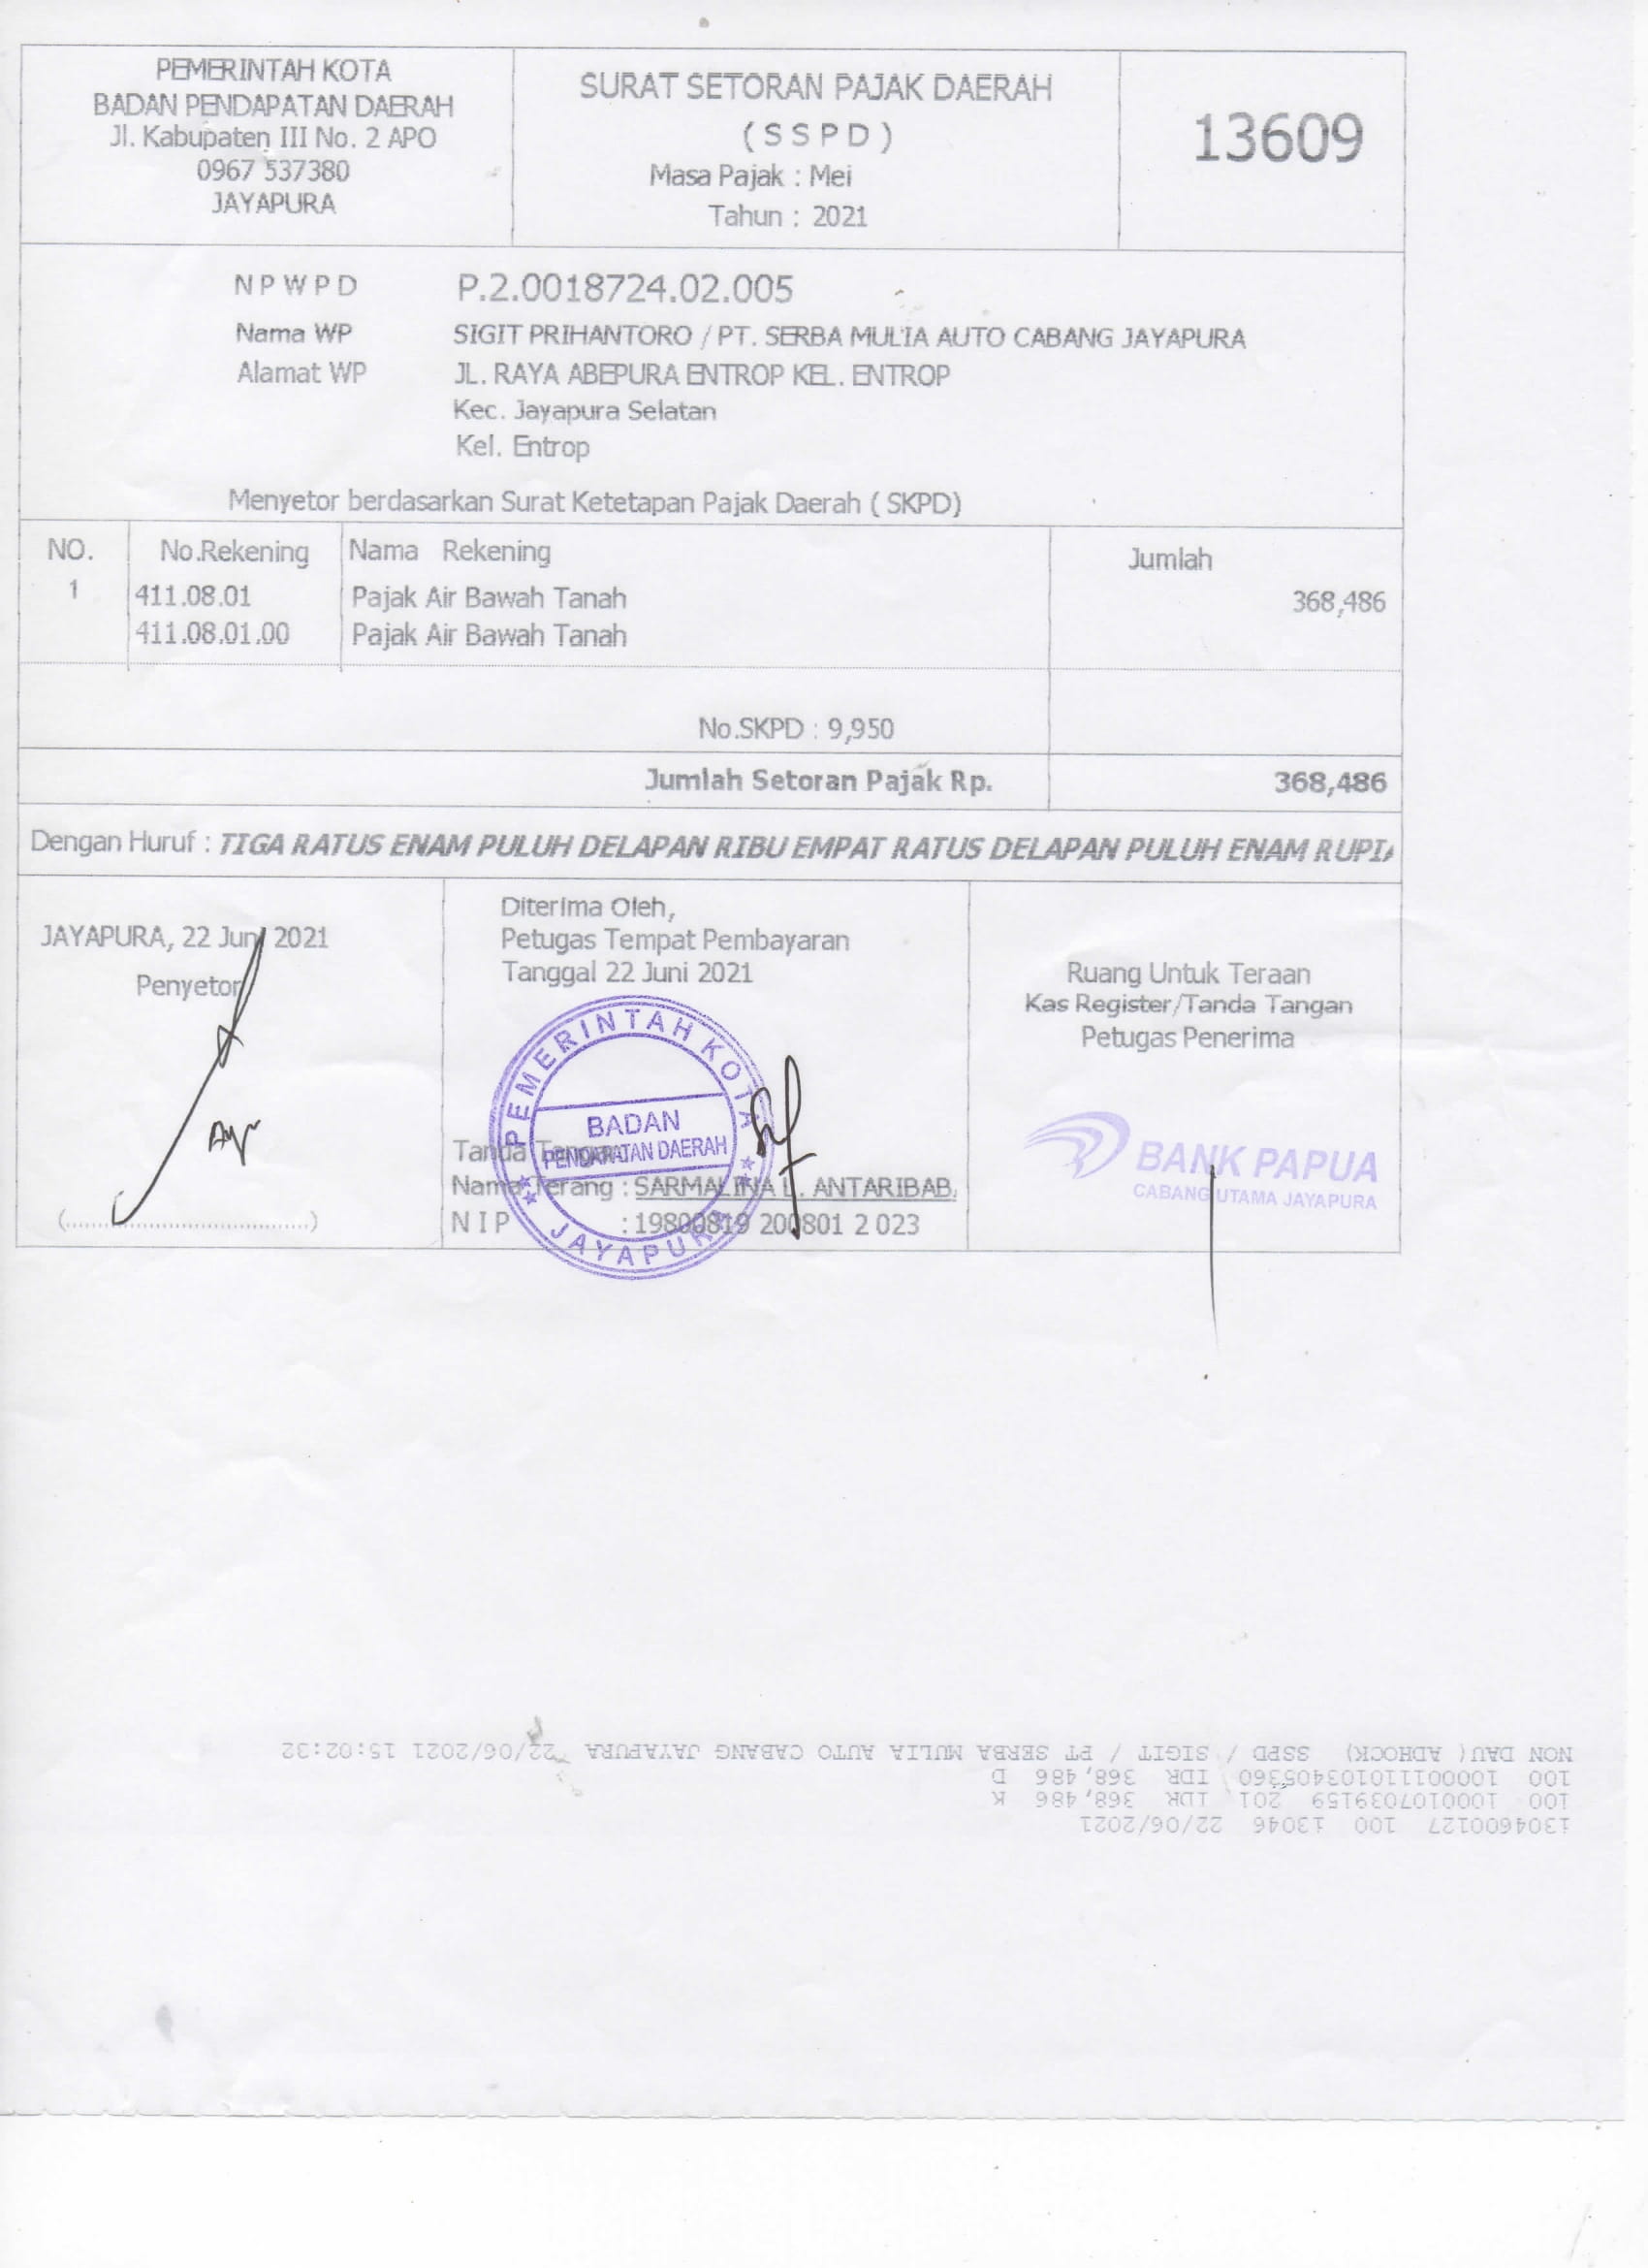 PEMERINTAH KOTA
BADAN PENDAPATAN DAERAH
Jl. Kabupaten III No. 2 APO
0967 537380
JAYAPURA
SURAT SETORAN PAJAK DAERAH
( S S P D )
Masa Pajak : Mei
Tahun : 2021
13609
N P W P D P.2.0018724.02.005
Nama WP SIGIT PRIHANTORO / PT. SERBA MULIA AUTO CABANG JAYAPURA
Alamat WP JL. RAYA ABEPURA ENTROP KEL. ENTROP
Kec. Jayapura Selatan
Kel. Entrop
Menyetor berdasarkan Surat Ketetapan Pajak Daerah ( SKPD)
NO. No.Rekening Nama Rekening Jumlah
1 411.08.01 Pajak Air Bawah Tanah 368,486
411.08.01.00 Pajak Air Bawah Tanah
No.SKPD : 9,950
Jumlah Setoran Pajak Rp. 368,486
Dengan Huruf : TIGA RATUS ENAM PULUH DELAPAN RIBU EMPAT RATUS DELAPAN PULUH ENAM RUPIA
JAYAPURA, 22 Juni 2021
Penyetor
(....................................)
Diterima Oleh,
Petugas Tempat Pembayaran
Tanggal 22 Juni 2021
PEMERINTAH KOTA
BADAN
PENDAPATAN DAERAH
JAYAPURA
Tanda Tangan
Nama Terang : SARMALINA L. ANTARIBAB.
N I P : 19800819 200801 2 023
Ruang Untuk Teraan
Kas Register/Tanda Tangan
Petugas Penerima
BANK PAPUA
CABANG UTAMA JAYAPURA
1304600127 100 13046 22/06/2021
100 1000107039159 201 IDR 368,486 K
100 10000111010340536​0 IDR 368,486 D
NON DAU( ADHOCK) SSPD / SIGIT / PT SERBA MULIA AUTO CABANG JAYAPURA 22/06/2021 15:02:32